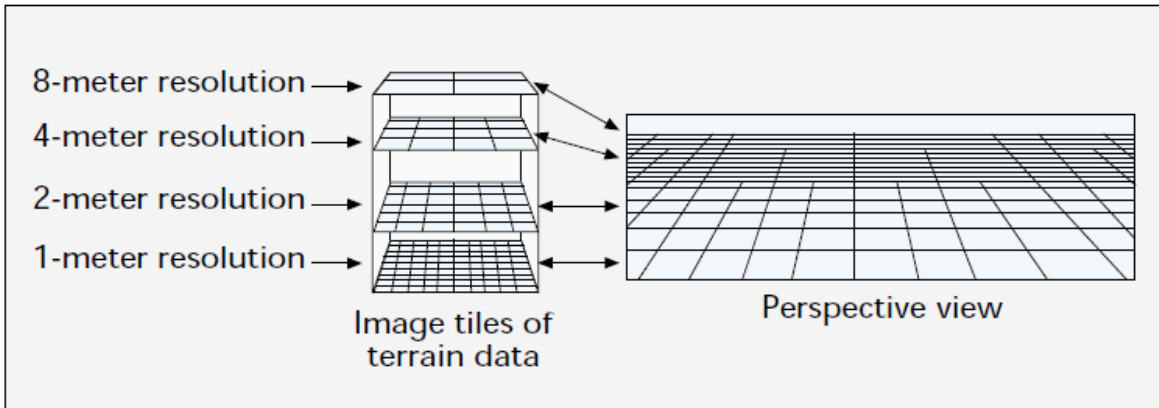 8-meter resolution
4-meter resolution
2-meter resolution
1-meter resolution
Image tiles of
terrain data
Perspective view